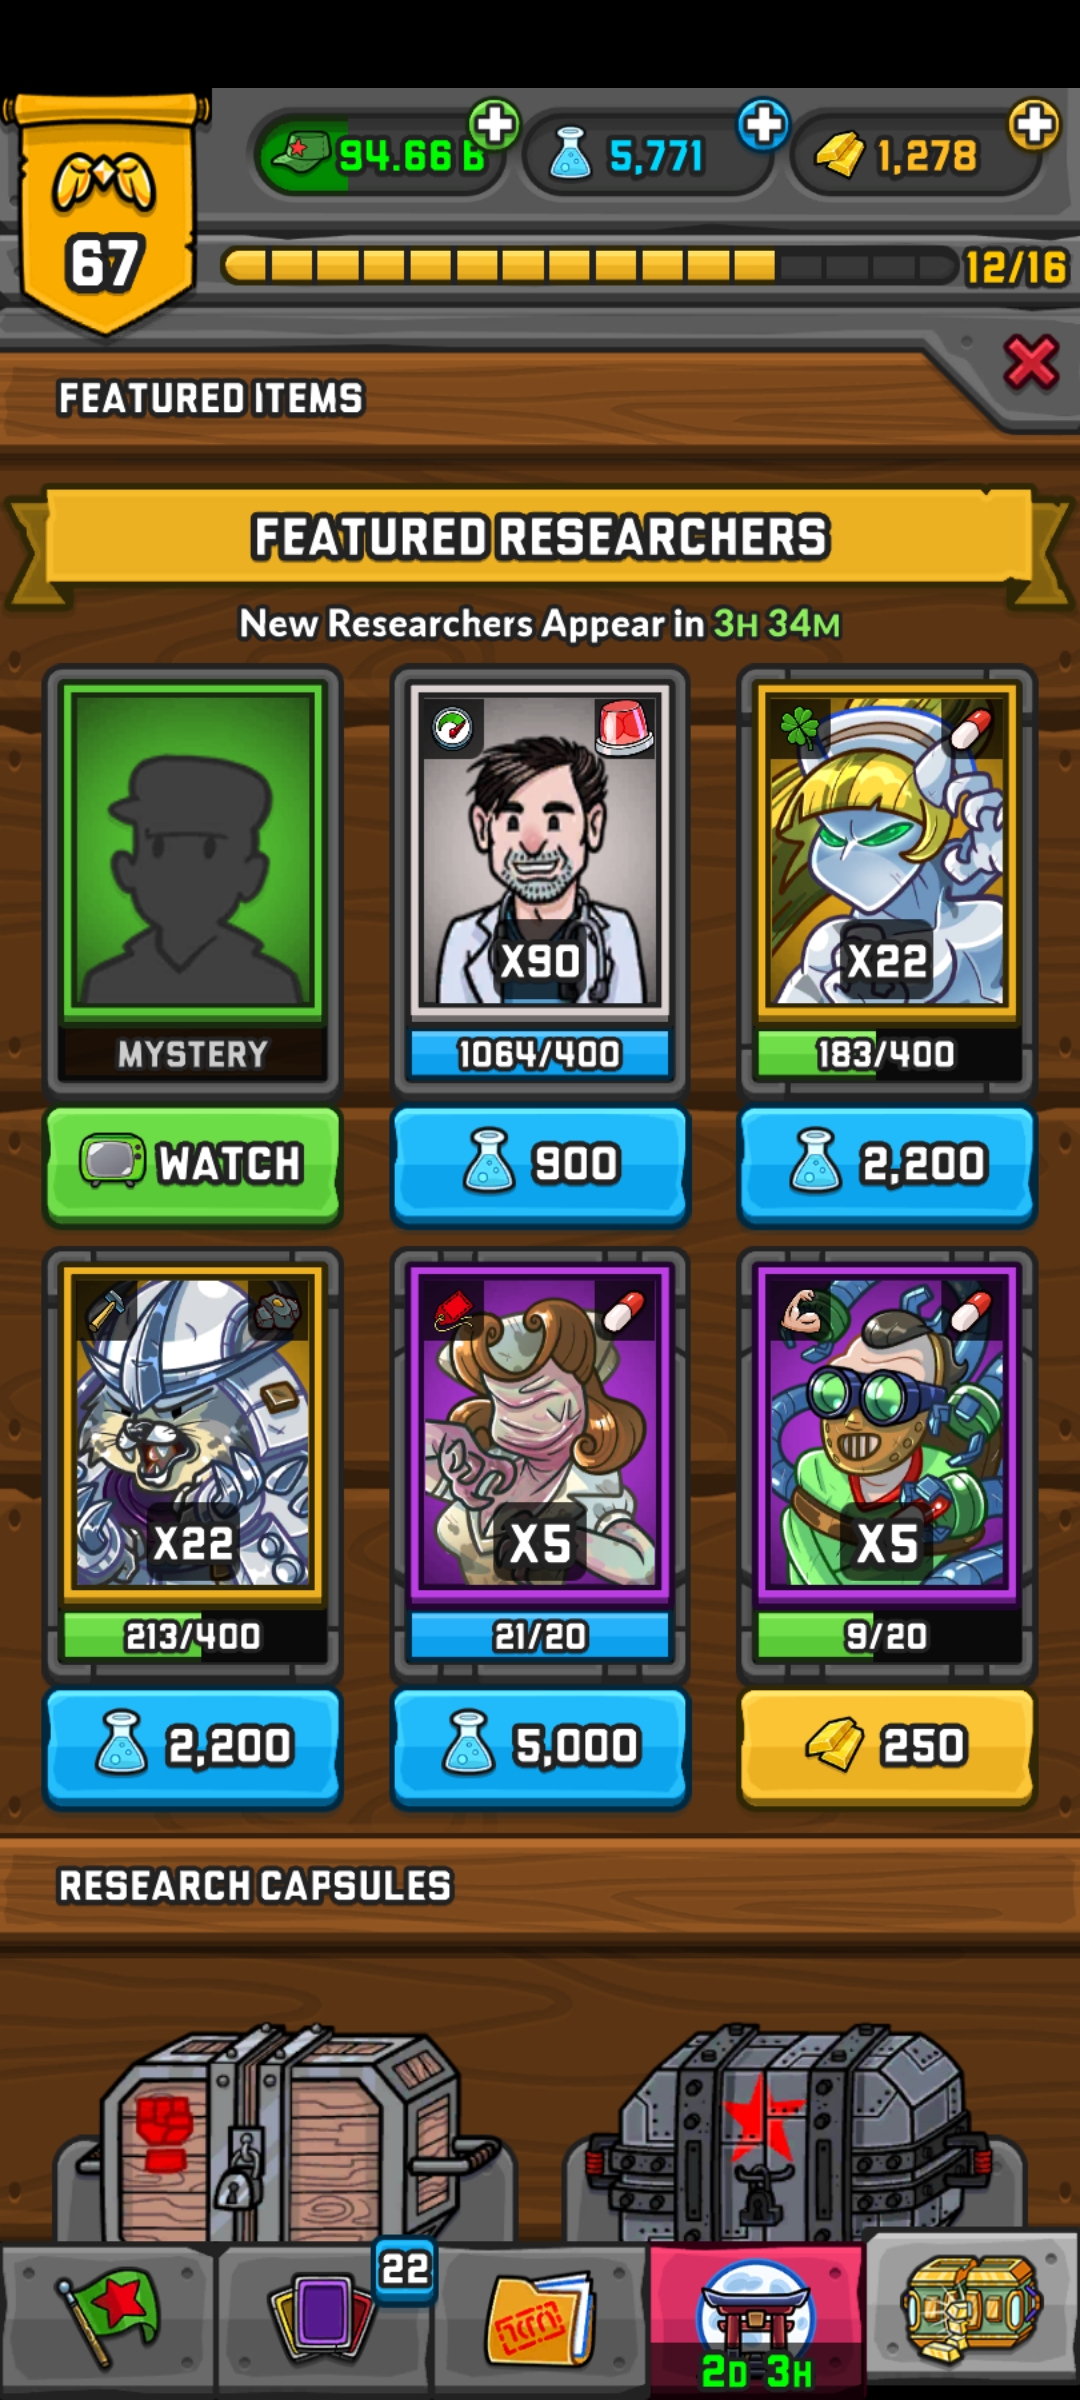 94.66 B
5,771
1,278
67
12/16
FEATURED ITEMS
FEATURED RESEARCHERS
New Researchers Appear in 3H 34M
X90
X22
MYSTERY
1064/400
183/400
WATCH
900
2,200
X22
X5
X5
213/400
21/20
9/20
2,200
5,000
250
RESEARCH CAPSULES
22
2D 3H